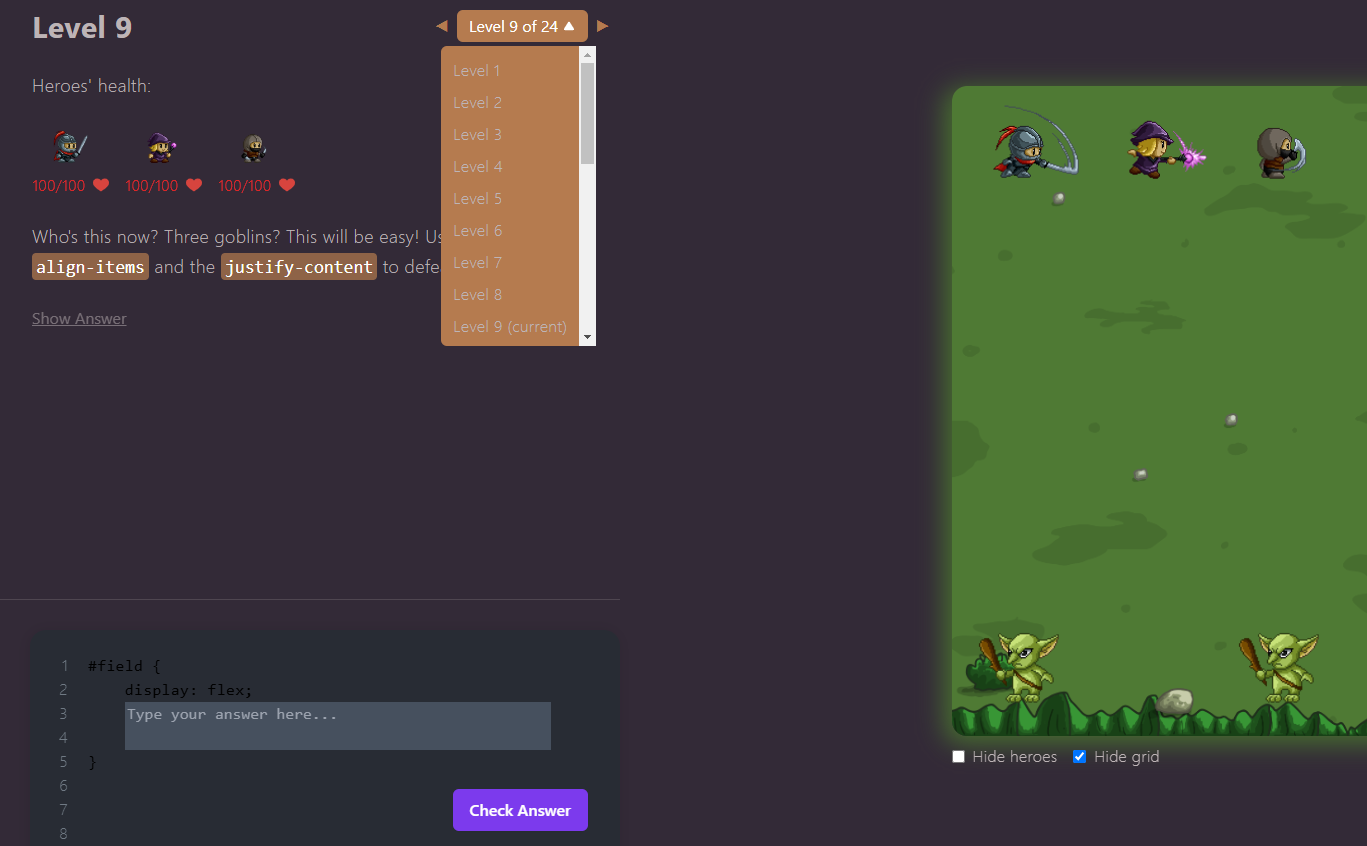 Level 9
Level 9 of 24
Level 1
Level 2
Level 3
Level 4
Level 5
Level 6
Level 7
Level 8
Level 9 (current)
Heroes' health:
100/100 100/100 100/100
Who's this now? Three goblins? This will be easy! Us
align-items and the justify-content to defe
Show Answer
1 #field {
2 display: flex;
3 Type your answer here...
4
5 }
6
7
8
Check Answer
Hide heroes Hide grid